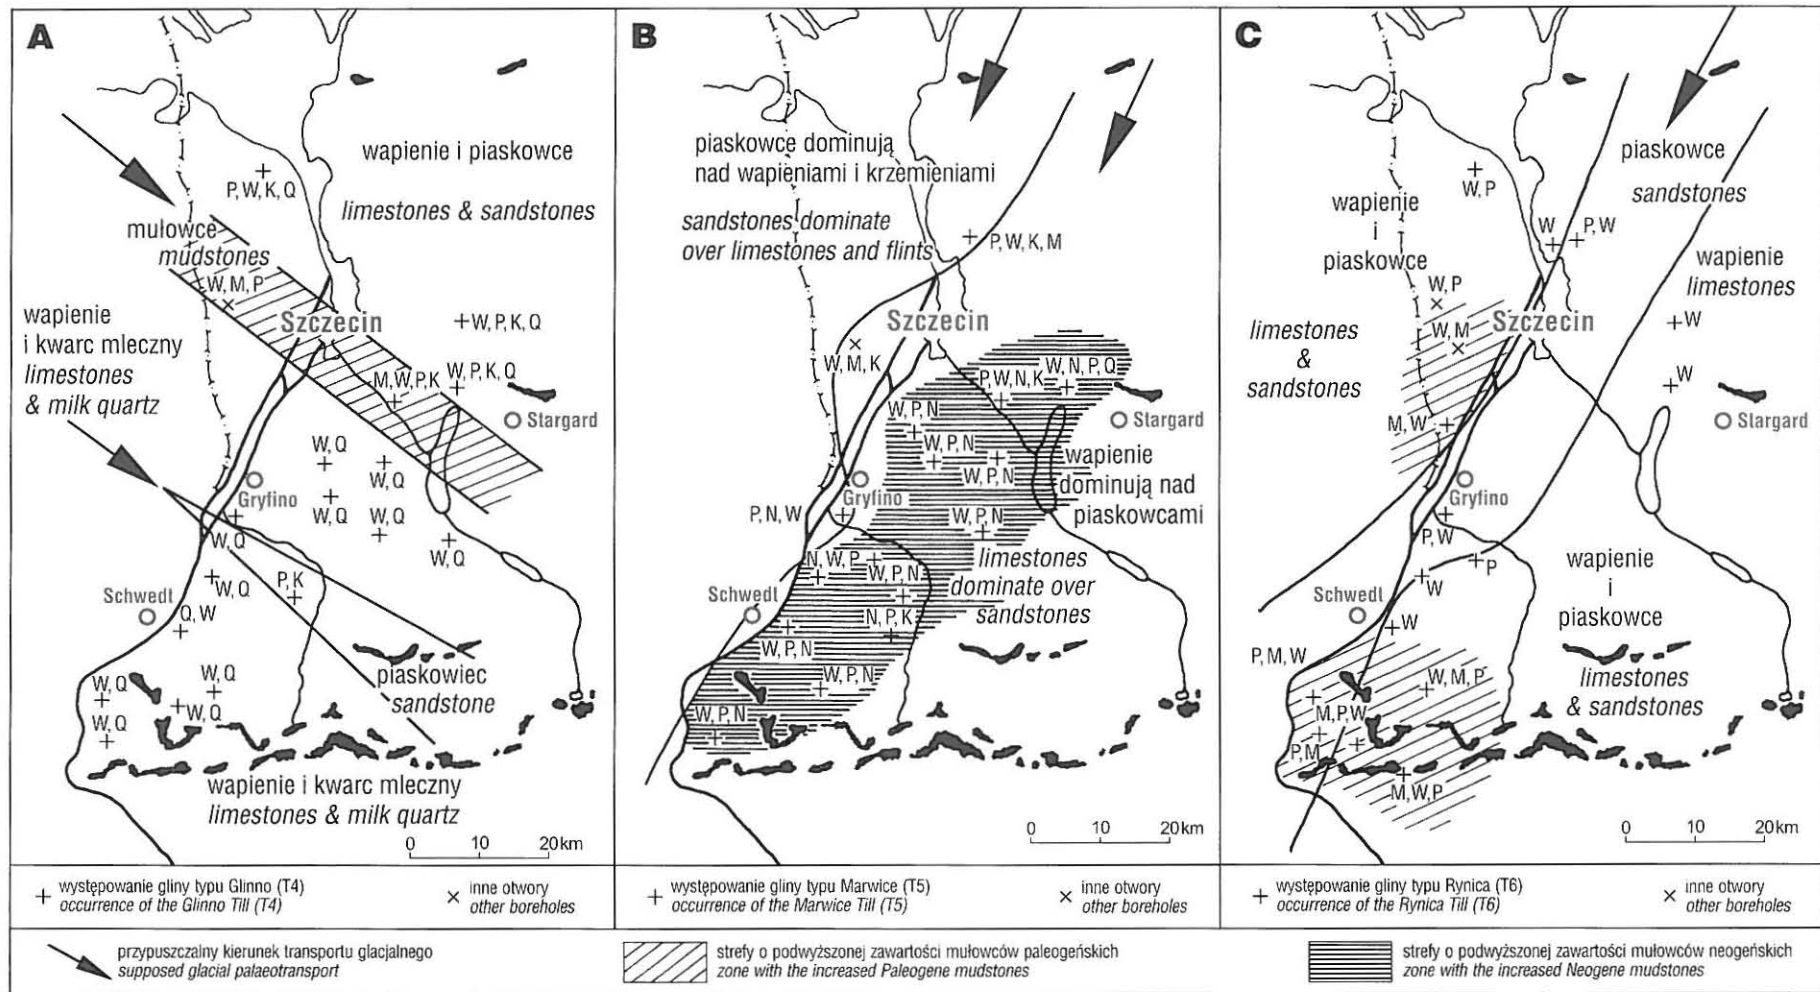 A
wapienie i piaskowce
P, W, K, Q
limestones & sandstones
mułowce
mudstones
W, M, P
wapienie
i kwarc mleczny
limestones
& milk quartz
Szczecin
W, P, K, Q
M, W, P, K
W, P, K, Q
Stargard
W, Q
W, Q
Gryfino
W, Q
W, Q
W, Q
W, Q
P, K
W, Q
Schwedt
Q, W
W, Q
W, Q
W, Q
W, Q
piaskowiec
sandstone
wapienie i kwarc mleczny
limestones & milk quartz
0 10 20 km
B
piaskowce dominują
nad wapieniami i krzemieniami
sandstones dominate
over limestones and flints
P, W, K, M
Szczecin
W, M, K
W, N, P, Q
P, W, N, K
W, P, N
Stargard
W, P, N
W, P, N
wapienie
dominują nad
piaskowcami
Gryfino
P, N, W
W, P, N
limestones
dominate over
sandstones
N, W, P
W, P, N
Schwedt
N, P, K
W, P, N
W, P, N
W, P, N
0 10 20 km
C
piaskowce
sandstones
W, P
wapienie
i
piaskowce
W
P, W
wapienie
limestones
W, P
W, M
Szczecin
W
limestones
&
sandstones
W
M, W
Stargard
Gryfino
P, W
P
W
wapienie
i
piaskowce
Schwedt
W
P, M, W
W, M, P
limestones
& sandstones
M, P, W
P, M
M, W, P
0 10 20 km
występowanie gliny typu Glinno (T4)
occurrence of the Glinno Till (T4)
inne otwory
other boreholes
występowanie gliny typu Marwice (T5)
occurrence of the Marwice Till (T5)
inne otwory
other boreholes
występowanie gliny typu Rynica (T6)
occurrence of the Rynica Till (T6)
inne otwory
other boreholes
przypuszczalny kierunek transportu glacjalnego
supposed glacial palaeotransport
strefy o podwyższonej zawartości mułowców paleogeńskich
zone with the increased Paleogene mudstones
strefy o podwyższonej zawartości mułowców neogeńskich
zone with the increased Neogene mudstones